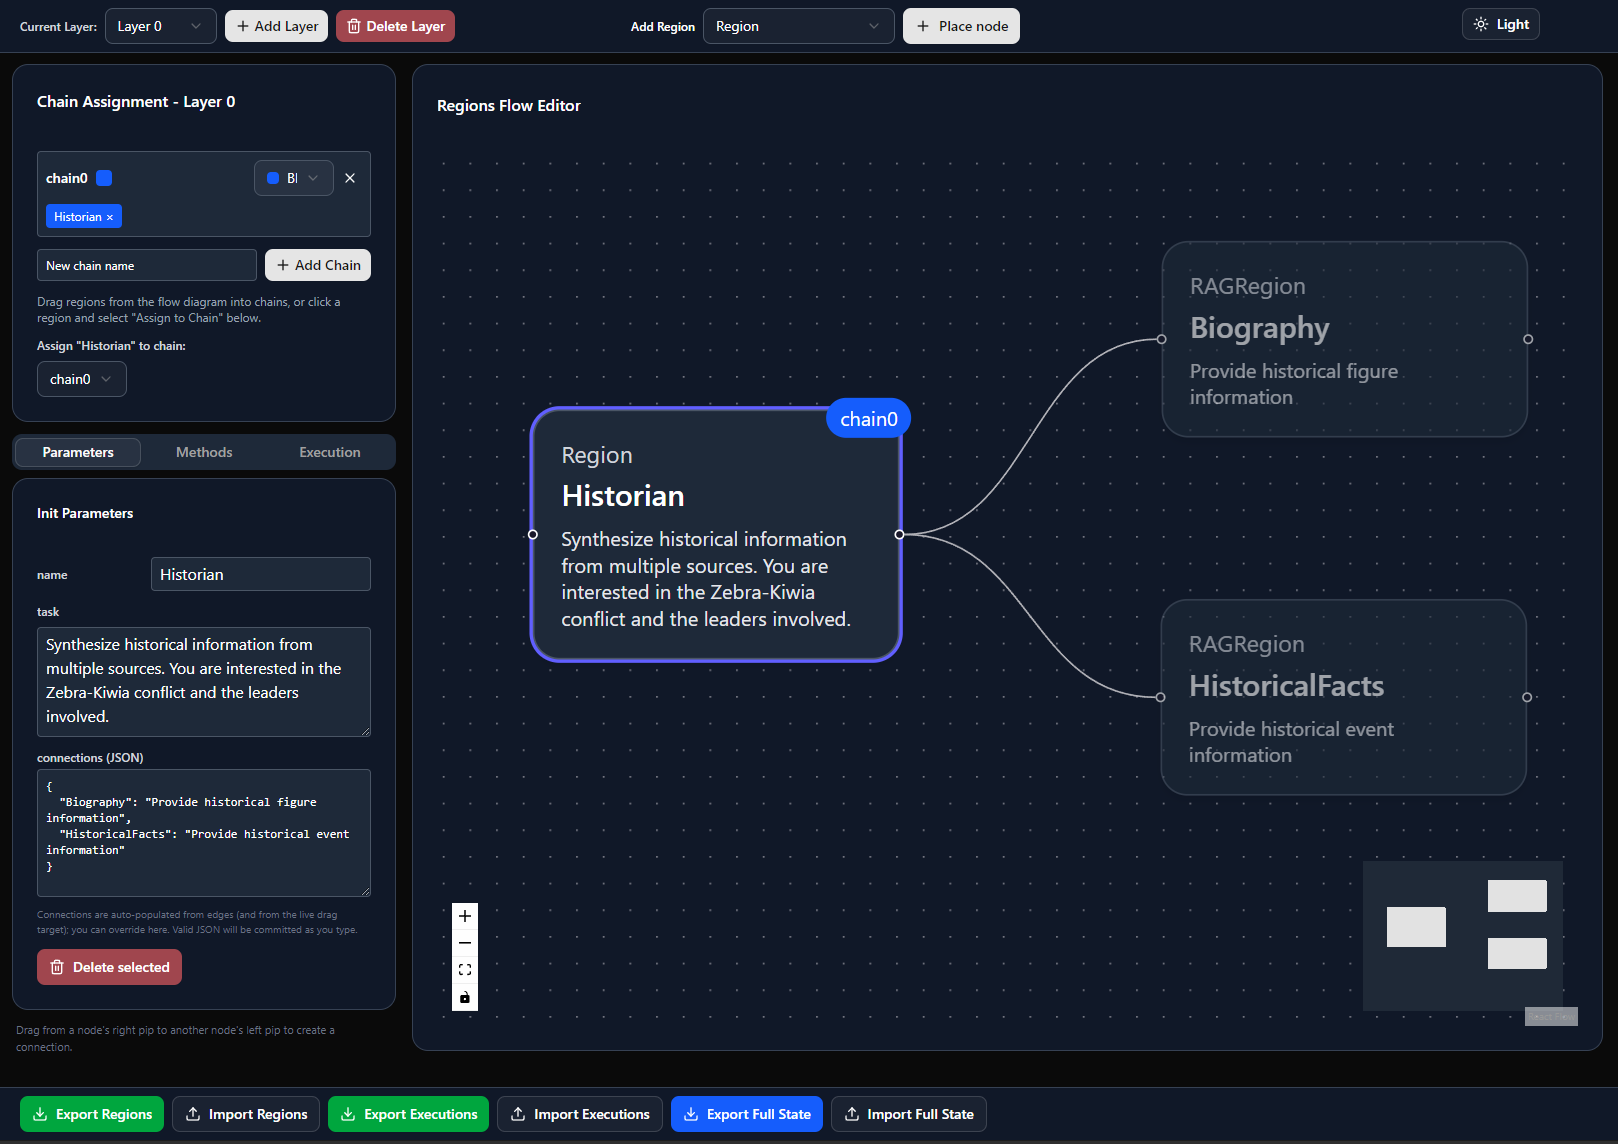 Current Layer:
Layer 0
Add Layer
Delete Layer
Add Region
Region
Place node
Light
Chain Assignment - Layer 0
chain0
Bl
Historian ×
New chain name
Add Chain
Drag regions from the flow diagram into chains, or click a
region and select "Assign to Chain" below.
Assign "Historian" to chain:
chain0
Parameters
Methods
Execution
Init Parameters
name
Historian
task
Synthesize historical information from
multiple sources. You are interested in the
Zebra-Kiwia conflict and the leaders
involved.
connections (JSON)
{
"Biography": "Provide historical figure
information",
"HistoricalFacts": "Provide historical event
information"
}
Connections are auto-populated from edges (and from the live drag
target); you can override here. Valid JSON will be committed as you type.
Delete selected
Drag from a node's right pip to another node's left pip to create a
connection.
Regions Flow Editor
chain0
Region
Historian
Synthesize historical information
from multiple sources. You are
interested in the Zebra-Kiwia
conflict and the leaders involved.
RAGRegion
Biography
Provide historical figure
information
RAGRegion
HistoricalFacts
Provide historical event
information
Export Regions
Import Regions
Export Executions
Import Executions
Export Full State
Import Full State